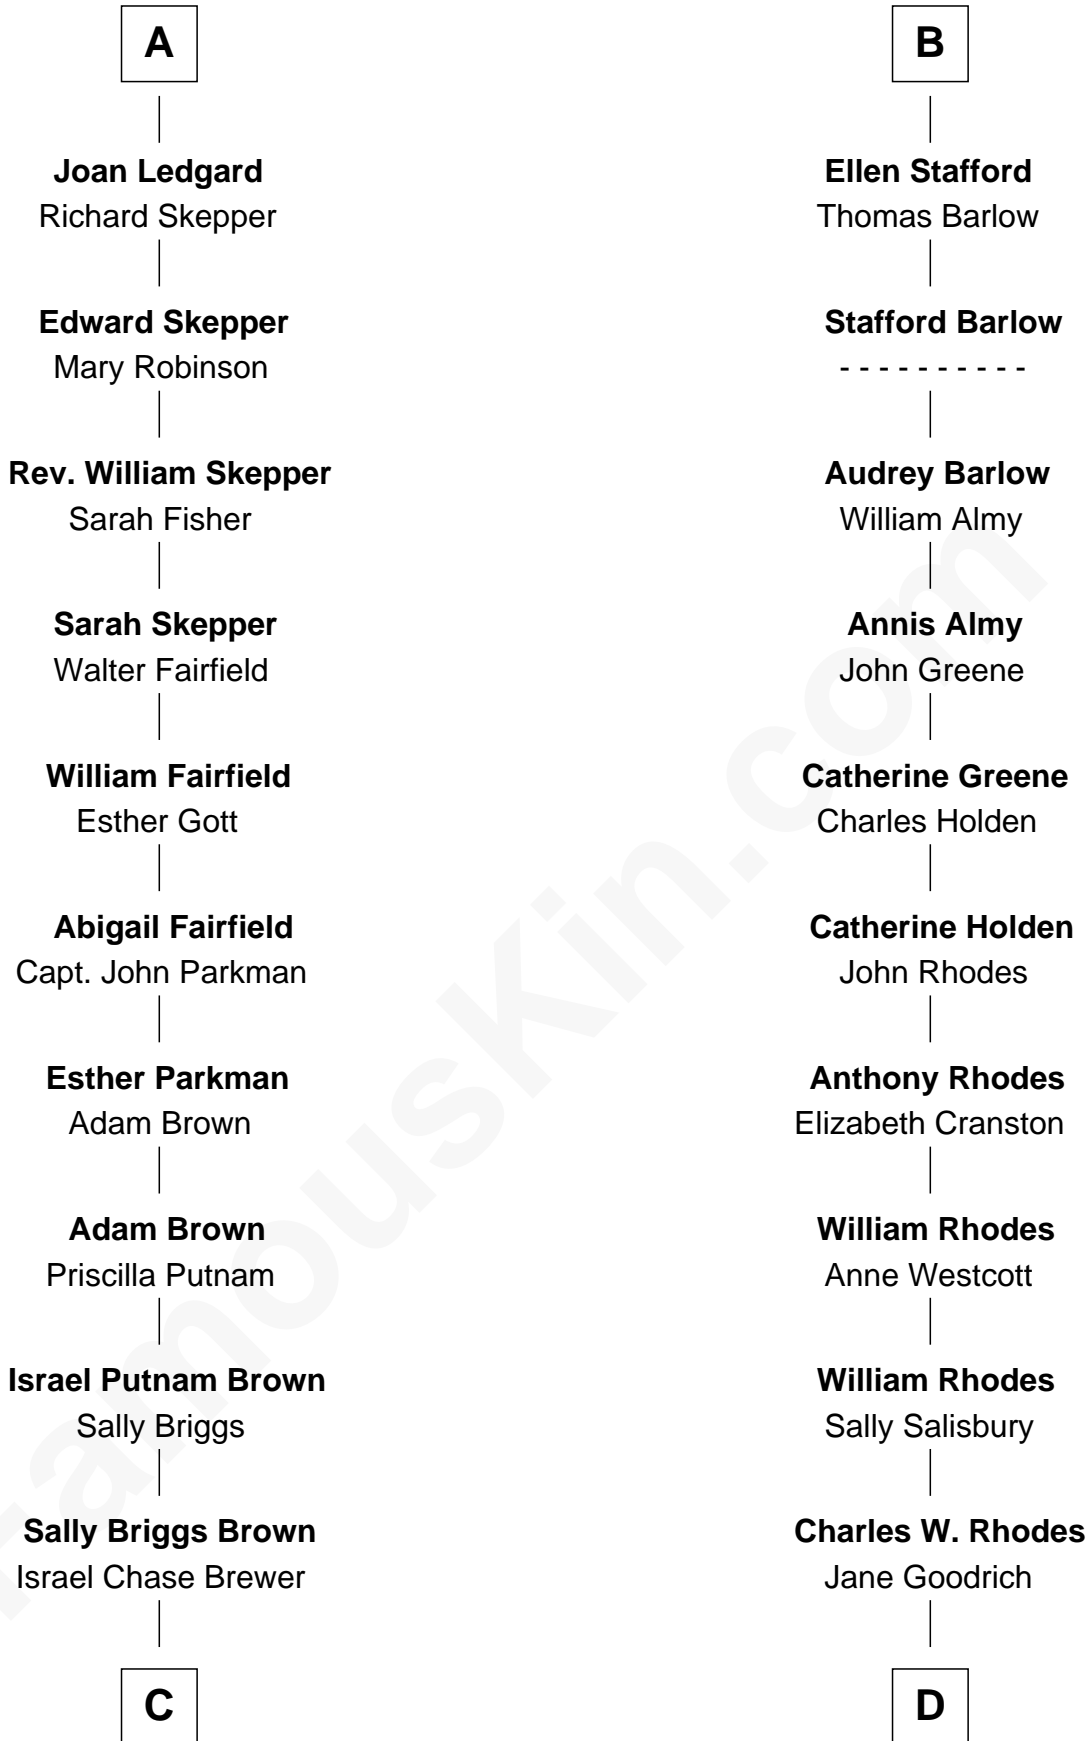 A
Joan Ledgard
Richard Skepper
Edward Skepper
Mary Robinson
Rev. William Skepper
Sarah Fisher
Sarah Skepper
Walter Fairfield
William Fairfield
Esther Gott
Abigail Fairfield
Capt. John Parkman
Esther Parkman
Adam Brown
Adam Brown
Priscilla Putnam
Israel Putnam Brown
Sally Briggs
Sally Briggs Brown
Israel Chase Brewer
C
B
Ellen Stafford
Thomas Barlow
Stafford Barlow
- - - - - - - - - -
Audrey Barlow
William Almy
Annis Almy
John Greene
Catherine Greene
Charles Holden
Catherine Holden
John Rhodes
Anthony Rhodes
Elizabeth Cranston
William Rhodes
Anne Westcott
William Rhodes
Sally Salisbury
Charles W. Rhodes
Jane Goodrich
D
FamousKin.com